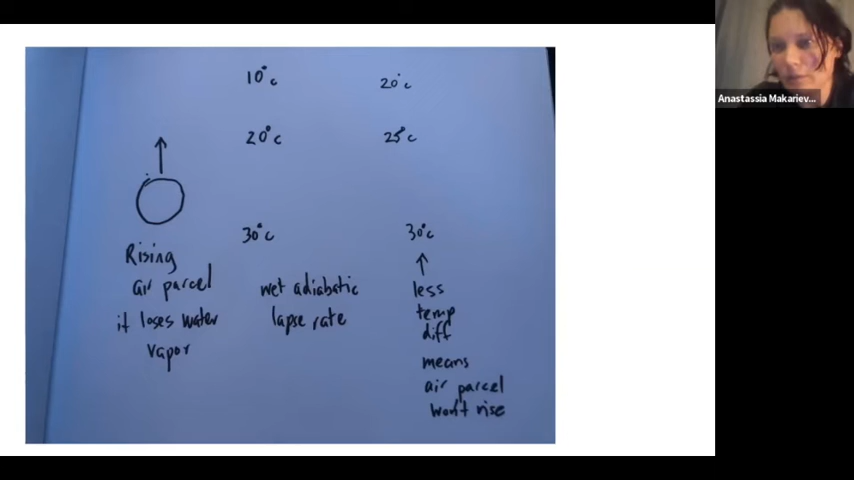 10°C 20°C
20°C 25°C
30°C 30°C
Rising
air parcel
it loses water
vapor
wet adiabatic
lapse rate
less
temp
diff
means
air parcel
won't rise
Anastassia Makariev...